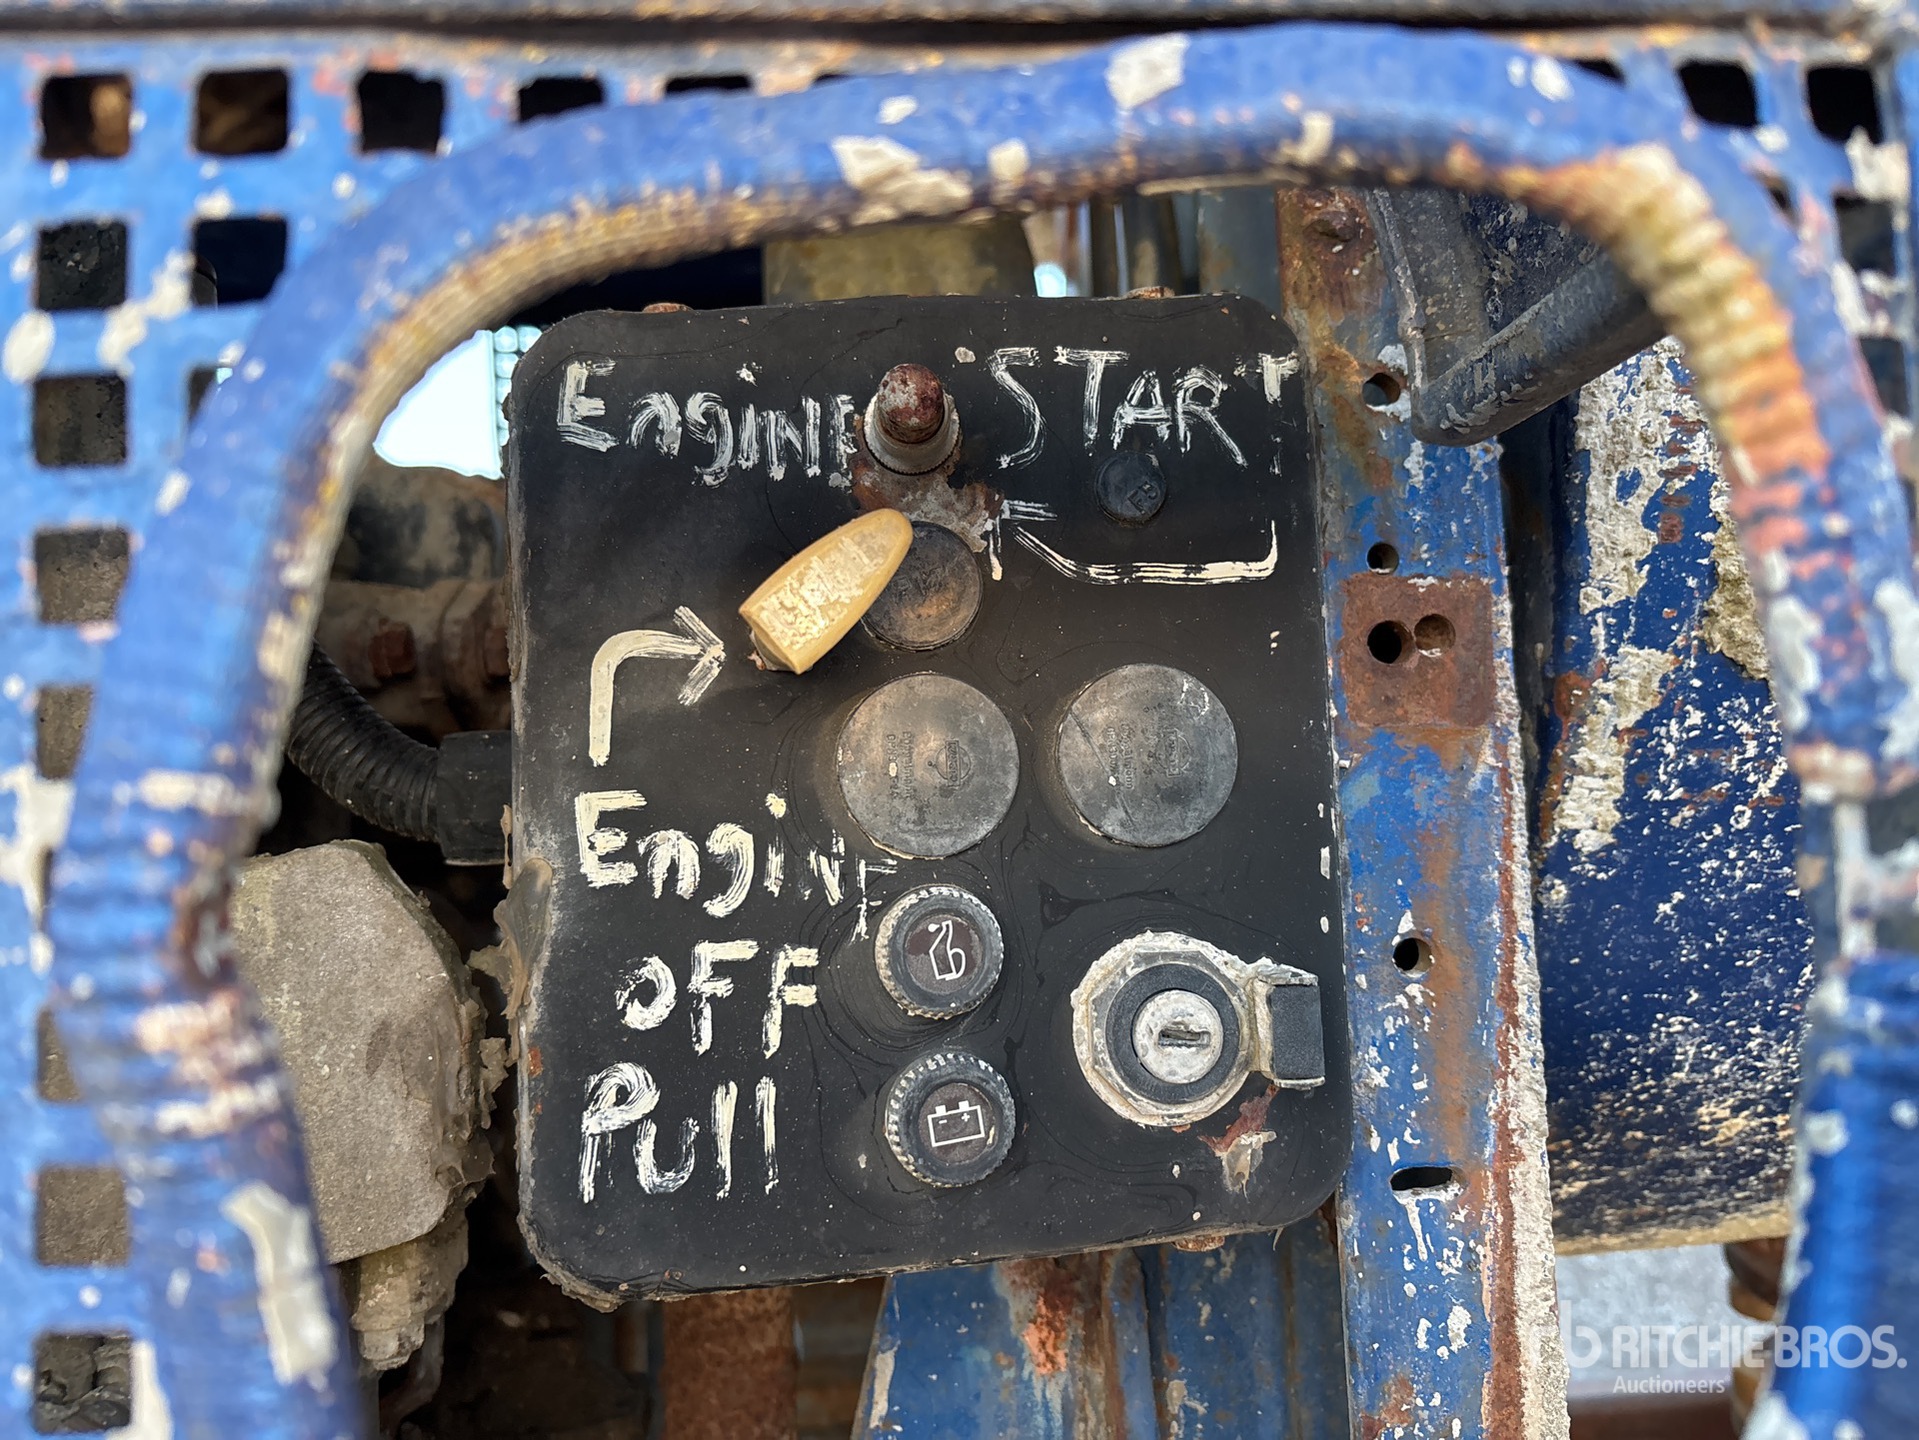 EngiNE START
EngiNE
oFF
Pull
RITCHIE BROS.
Auctioneers